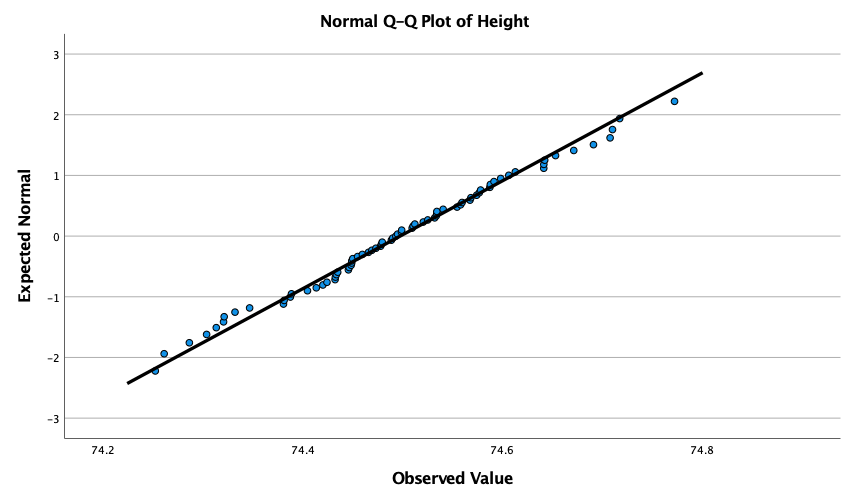 Normal Q-Q Plot of Height
3
2
1
0
-1
-2
-3
Expected Normal
74.2 74.4 74.6 74.8
Observed Value